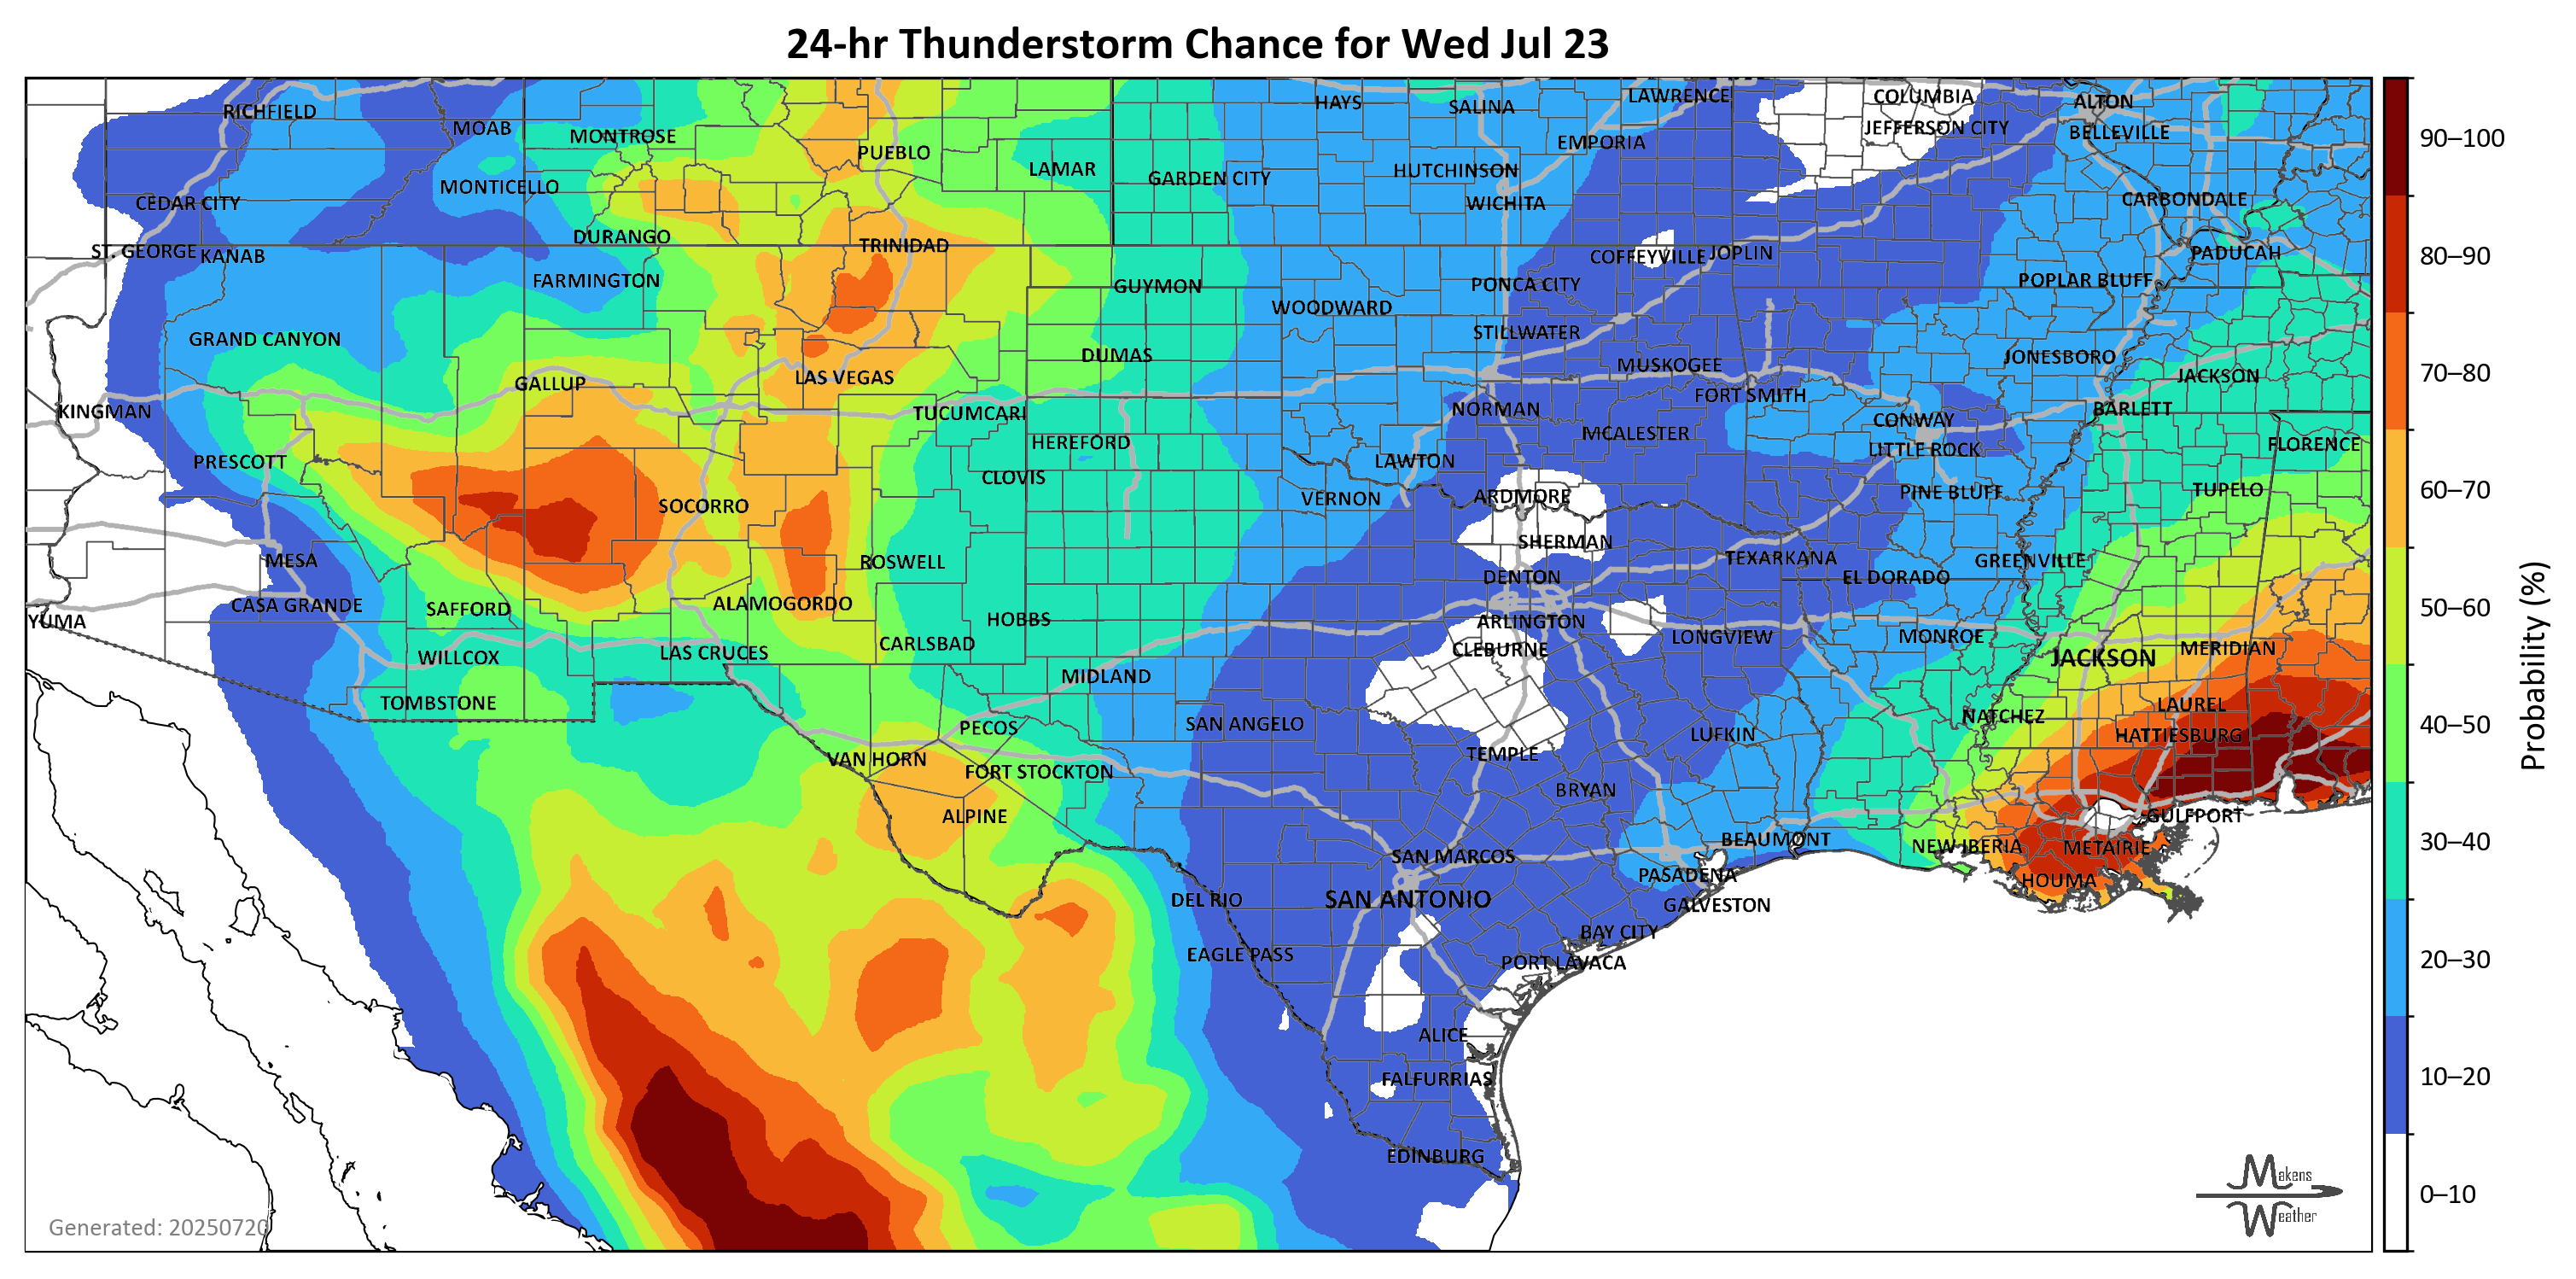 24-hr Thunderstorm Chance for Wed Jul 23
RICHFIELD
MOAB
MONTROSE
PUEBLO
LAMAR
GARDEN CITY
HAYS
SALINA
LAWRENCE
COLUMBIA
ALTON
JEFFERSON CITY
BELLEVILLE
EMPORIA
HUTCHINSON
MONTICELLO
CEDAR CITY
WICHITA
CARBONDALE
DURANGO
TRINIDAD
ST. GEORGE
KANAB
COFFEYVILLE
JOPLIN
PADUCAH
FARMINGTON
GUYMON
PONCA CITY
POPLAR BLUFF
WOODWARD
GRAND CANYON
STILLWATER
DUMAS
JONESBORO
MUSKOGEE
GALLUP
LAS VEGAS
JACKSON
FORT SMITH
KINGMAN
TUCUMCARI
NORMAN
BARLETT
CONWAY
HEREFORD
MCALESTER
FLORENCE
PRESCOTT
LAWTON
LITTLE ROCK
CLOVIS
TUPELO
VERNON
ARDMORE
PINE BLUFF
SOCORRO
SHERMAN
MESA
ROSWELL
TEXARKANA
GREENVILLE
DENTON
EL DORADO
CASA GRANDE
SAFFORD
ALAMOGORDO
YUMA
HOBBS
ARLINGTON
LONGVIEW
MONROE
CARLSBAD
CLEBURNE
MERIDIAN
WILLCOX
LAS CRUCES
JACKSON
MIDLAND
TOMBSTONE
LAUREL
NATCHEZ
PECOS
SAN ANGELO
LUFKIN
HATTIESBURG
VAN HORN
TEMPLE
FORT STOCKTON
BRYAN
ALPINE
GULFPORT
BEAUMONT
NEW IBERIA
METAIRIE
SAN MARCOS
PASADENA
HOUMA
DEL RIO
SAN ANTONIO
GALVESTON
BAY CITY
EAGLE PASS
PORT LAVACA
ALICE
FALFURRIAS
EDINBURG
Generated: 20250720
Makens
Weather
90–100
80–90
70–80
60–70
50–60
40–50
30–40
20–30
10–20
0–10
Probability (%)